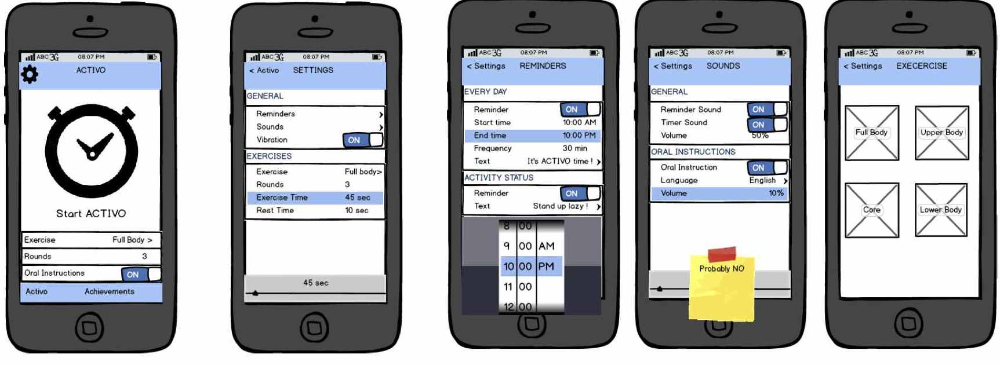 ABC 3G 08:07 PM
ACTIVO
Start ACTIVO
Exercise Full Body >
Rounds 3
Oral Instructions ON
Activo Achievements
ABC 3G 08:07 PM
< Activo SETTINGS
GENERAL
Reminders >
Sounds >
Vibration ON
EXERCISES
Exercise Full body>
Rounds 3
Exercise Time 45 sec
Rest Time 10 sec
45 sec
ABC 3G 08:07 PM
< Settings REMINDERS
EVERY DAY
Reminder ON
Start time 10:00 AM
End time 10:00 PM
Frequency 30 min
Text It's ACTIVO time ! >
ACTIVITY STATUS
Reminder ON
Text Stand up lazy ! >
8 00
9 00 AM
10 00 PM
11 00
12 00
ABC 3G 08:07 PM
< Settings SOUNDS
GENERAL
Reminder Sound ON
Timer Sound ON
Volume 50%
ORAL INSTRUCTIONS
Oral Instruction ON
Language English >
Volume 10%
Probably NO
ABC 3G 08:07 PM
< Settings EXECERCISE
Full Body Upper Body
Core Lower Body